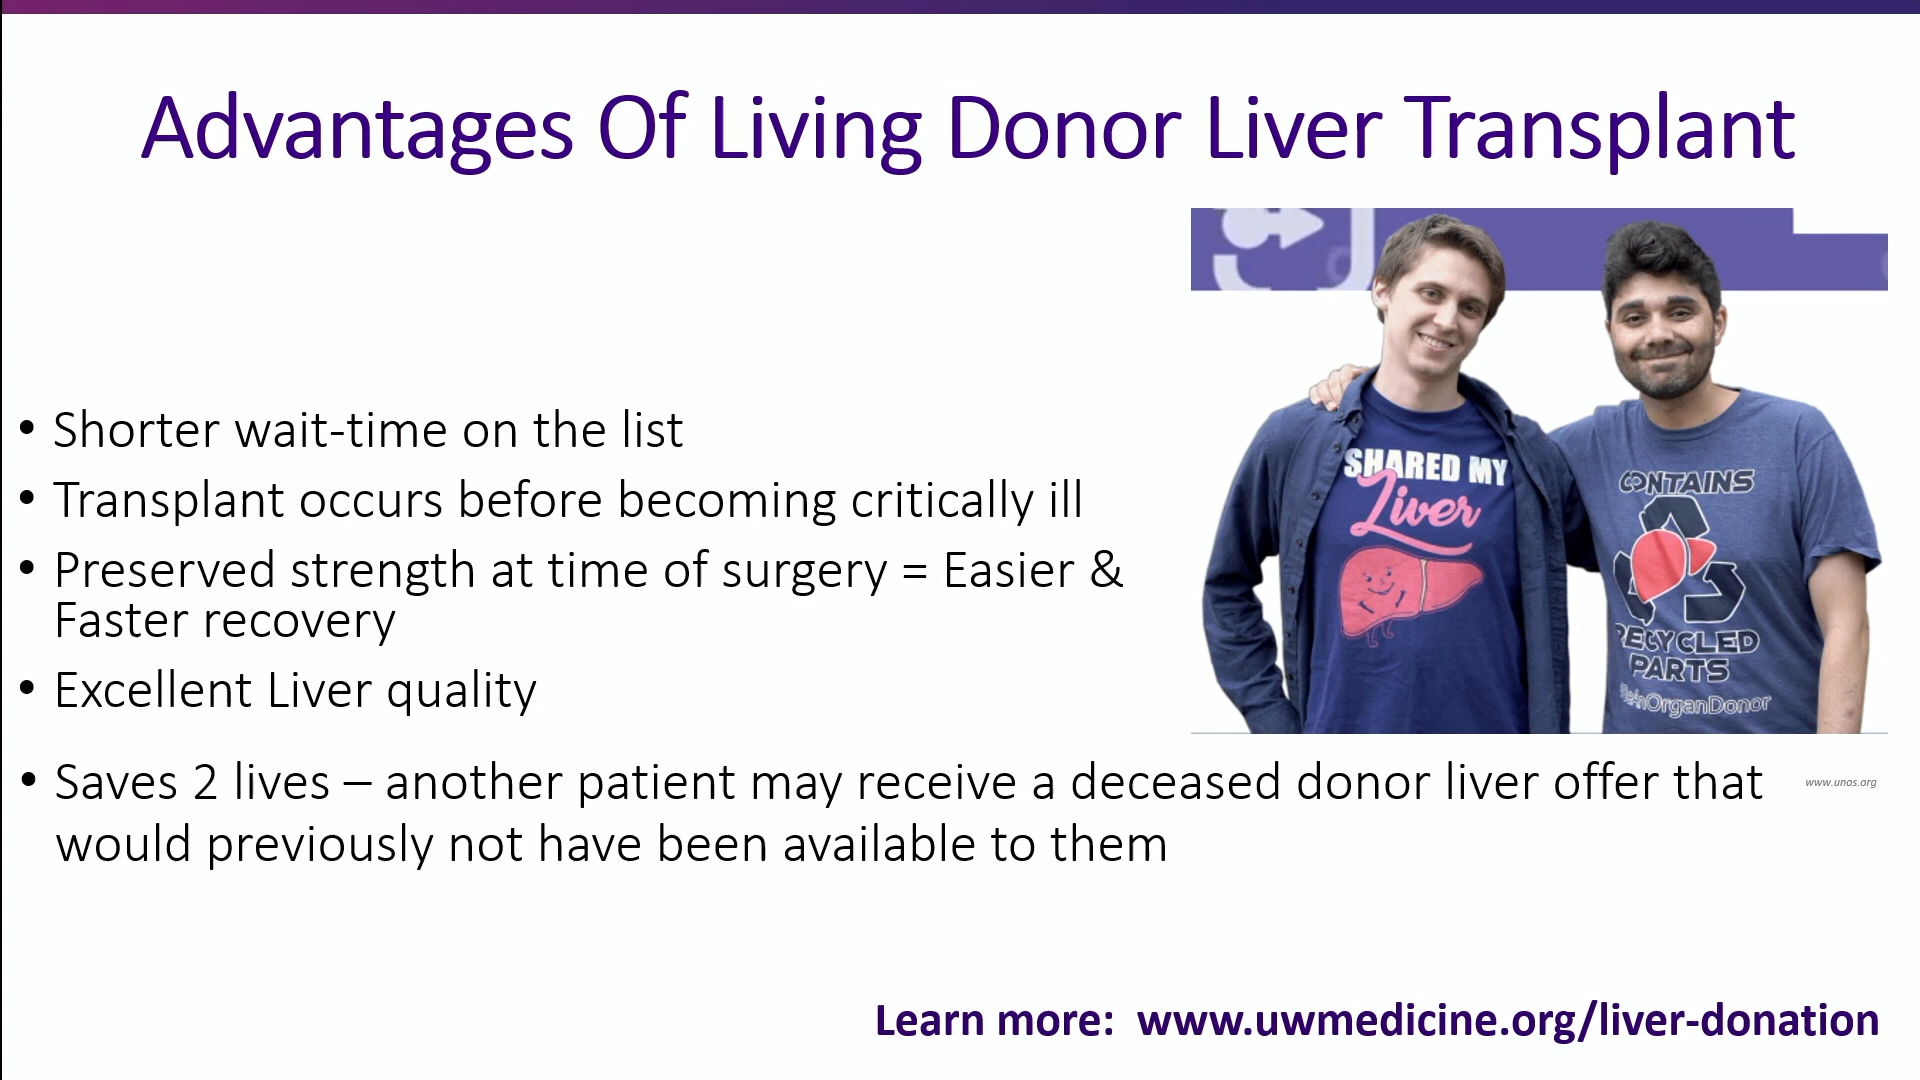 Advantages Of Living Donor Liver Transplant
• Shorter wait-time on the list
• Transplant occurs before becoming critically ill
• Preserved strength at time of surgery = Easier &
Faster recovery
• Excellent Liver quality
• Saves 2 lives – another patient may receive a deceased donor liver offer that
would previously not have been available to them
SHARED MY
Liver
CONTAINS
RECYCLED
PARTS
www.unos.org
Learn more: www.uwmedicine.org/liver-donation